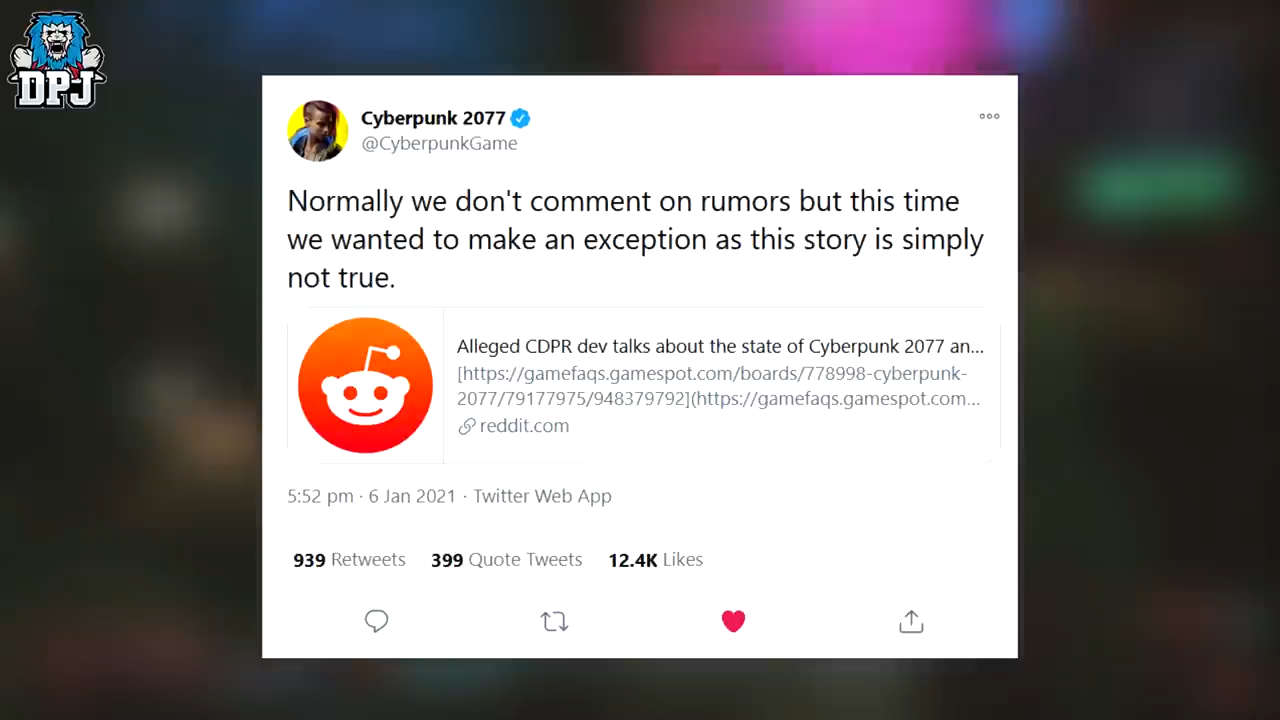 DPJ
Cyberpunk 2077
@CyberpunkGame
Normally we don't comment on rumors but this time
we wanted to make an exception as this story is simply
not true.
Alleged CDPR dev talks about the state of Cyberpunk 2077 an...
[https://gamefaqs.gamespot.com/boards/778998-cyberpunk-
2077/79177975/948379792](https://gamefaqs.gamespot.com...
reddit.com
5:52 pm · 6 Jan 2021 · Twitter Web App
939 Retweets 399 Quote Tweets 12.4K Likes